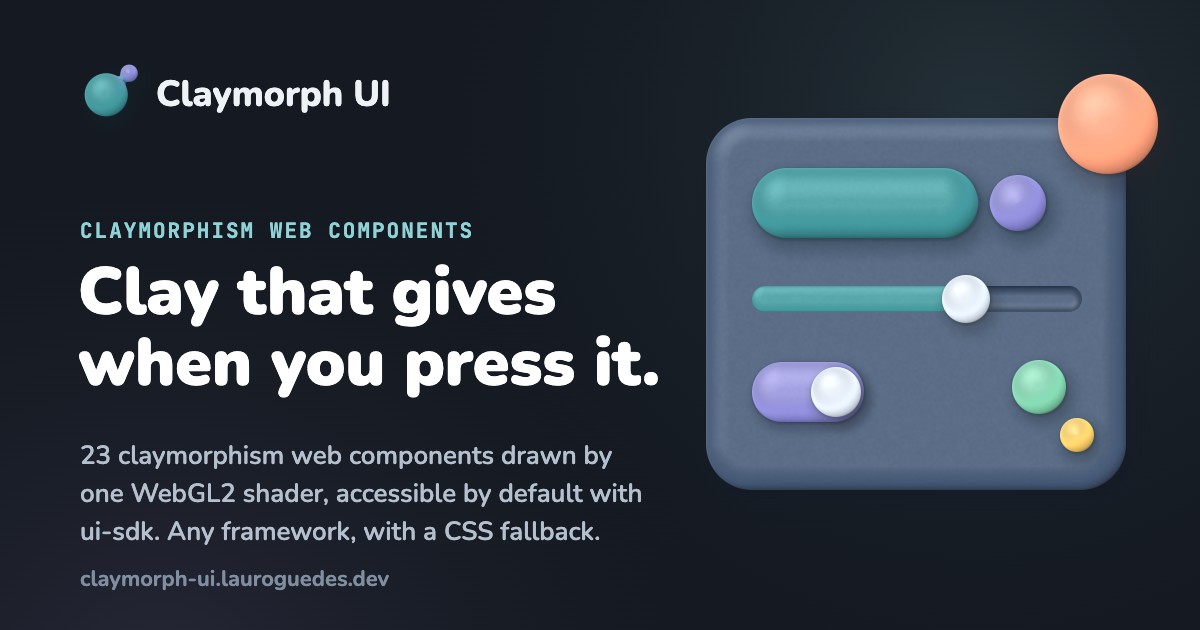 Claymorph UI
CLAYMORPHISM WEB COMPONENTS
Clay that gives
when you press it.
23 claymorphism web components drawn by
one WebGL2 shader, accessible by default with
ui-sdk. Any framework, with a CSS fallback.
claymorph-ui.lauroguedes.dev